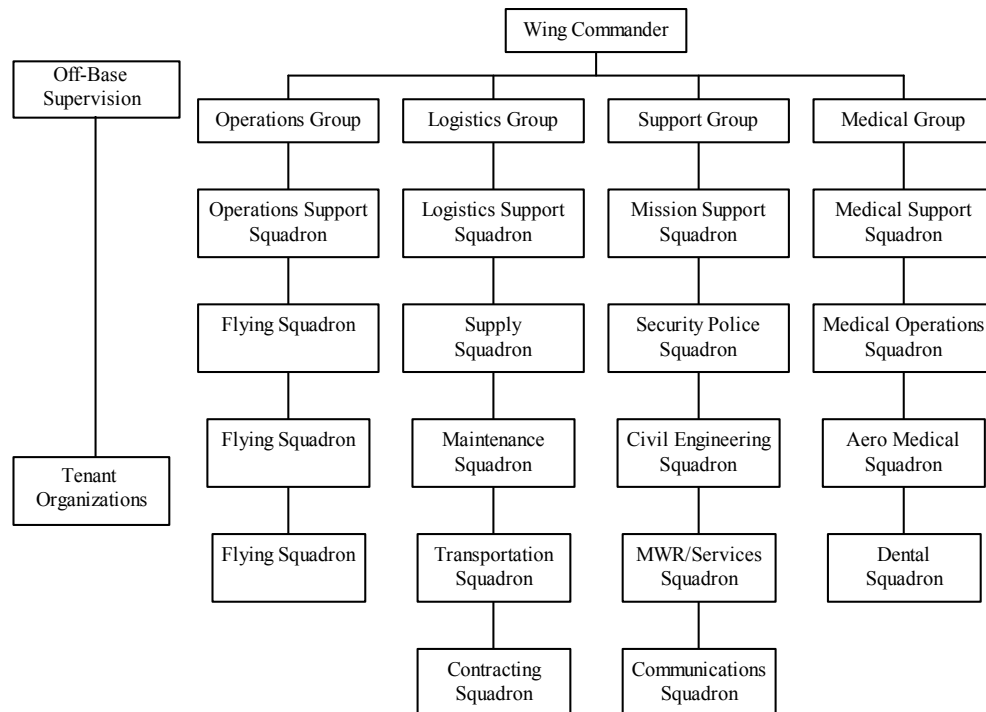 Wing Commander
Off-Base
Supervision
Operations Group
Logistics Group
Support Group
Medical Group
Operations Support
Squadron
Logistics Support
Squadron
Mission Support
Squadron
Medical Support
Squadron
Flying Squadron
Supply
Squadron
Security Police
Squadron
Medical Operations
Squadron
Flying Squadron
Maintenance
Squadron
Civil Engineering
Squadron
Aero Medical
Squadron
Tenant
Organizations
Flying Squadron
Transportation
Squadron
MWR/Services
Squadron
Dental
Squadron
Contracting
Squadron
Communications
Squadron